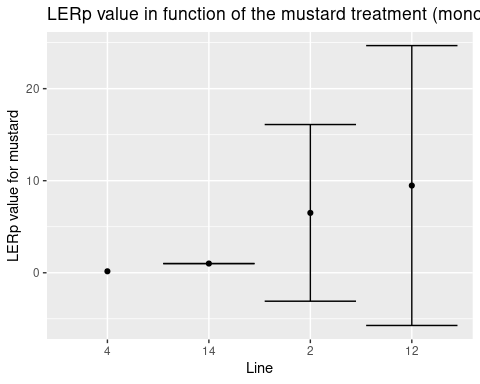 LERp value in function of the mustard treatment (mono
LERp value for mustard
20
10
0
4 14 2 12
Line